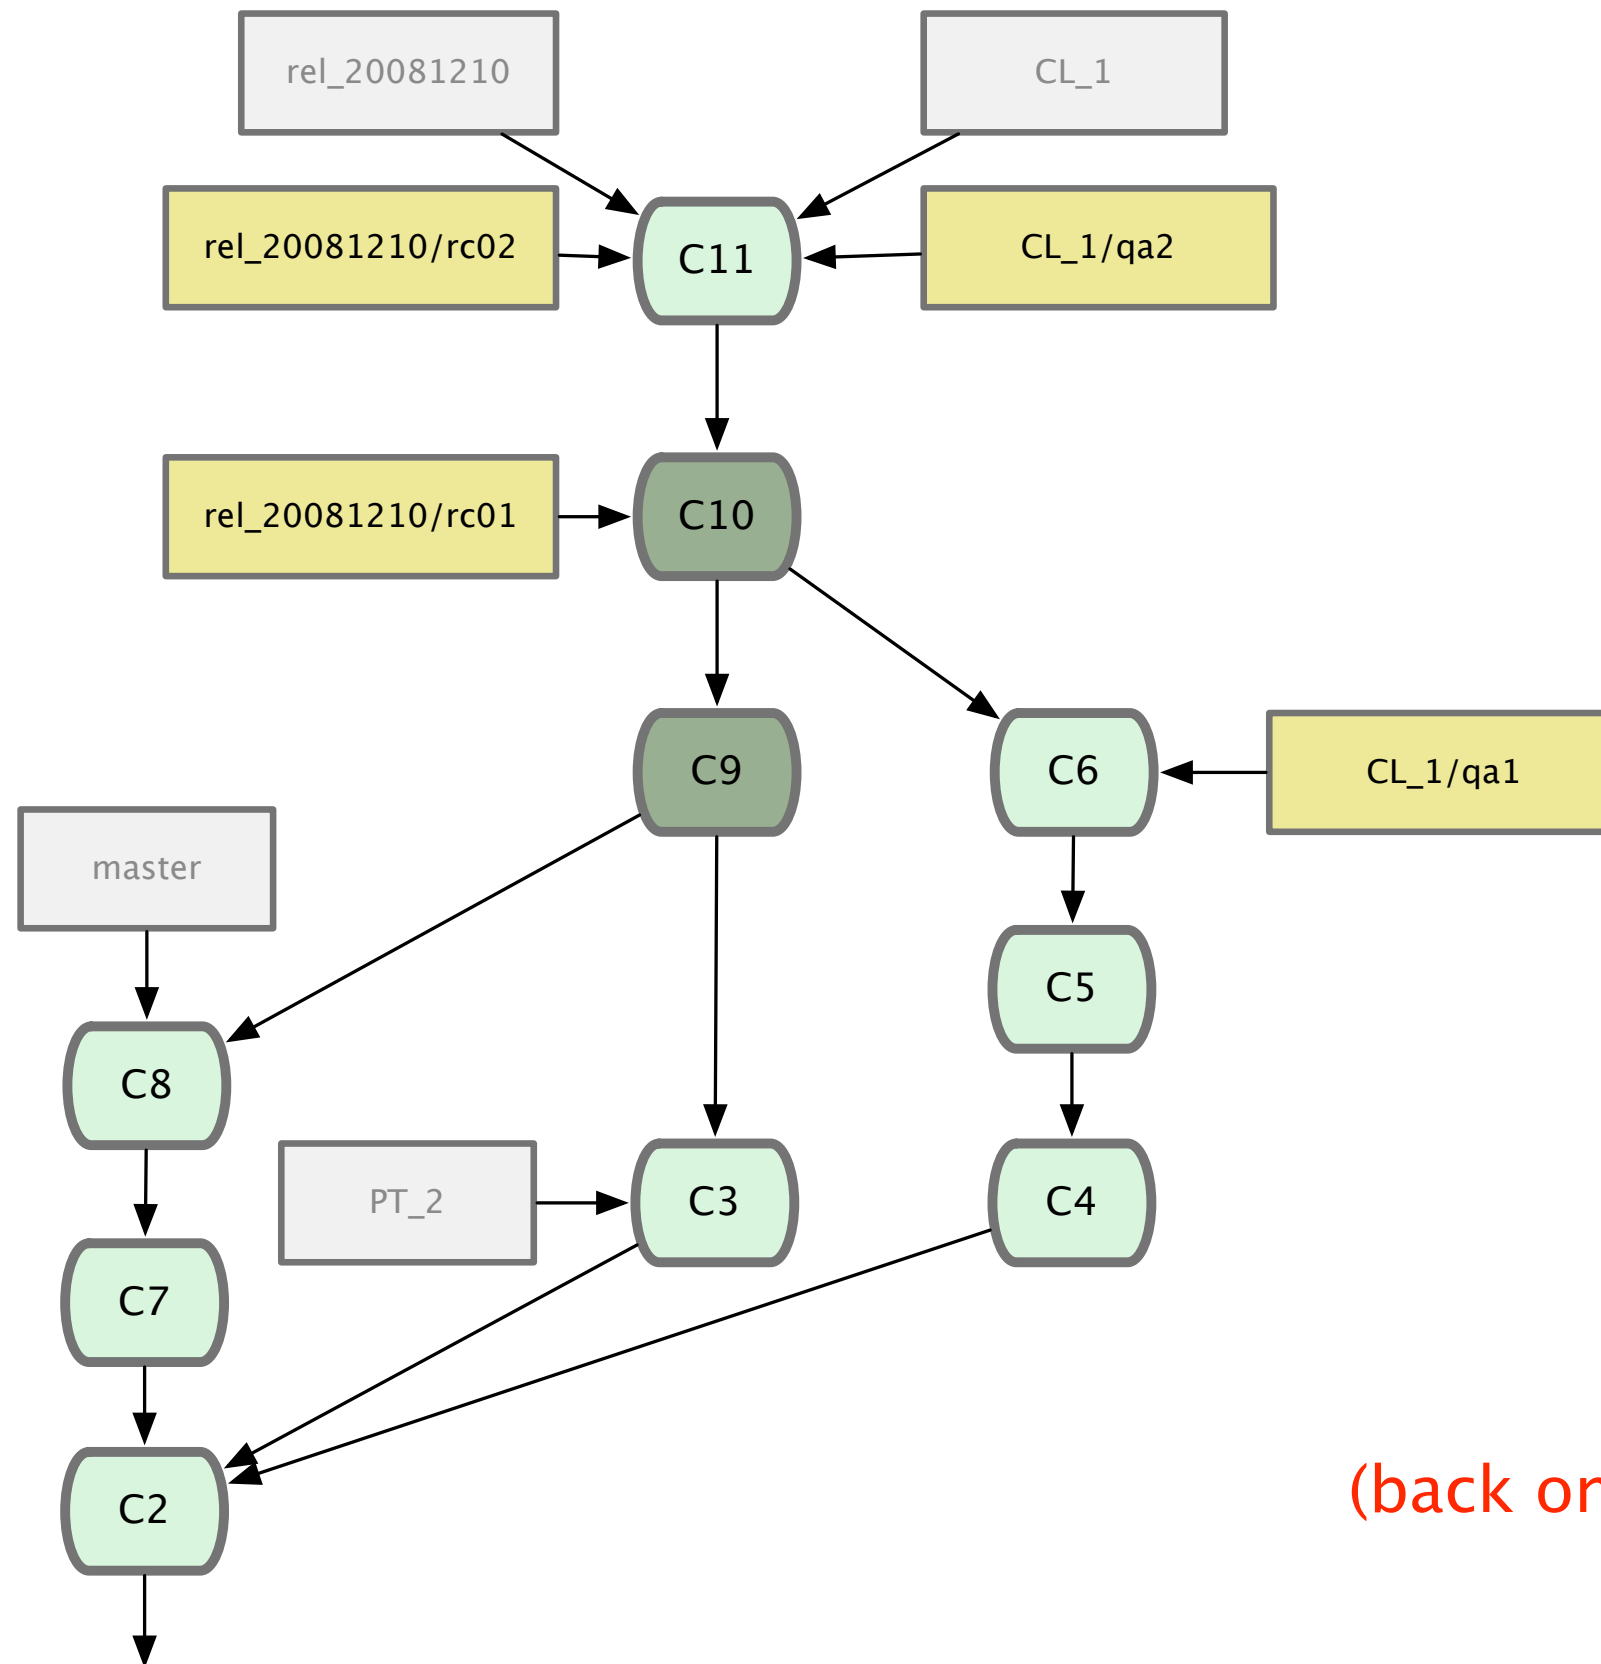 rel_20081210
CL_1
rel_20081210/rc02
C11
CL_1/qa2
rel_20081210/rc01
C10
C9
C6
CL_1/qa1
master
C5
C8
PT_2
C3
C4
C7
C2
(back